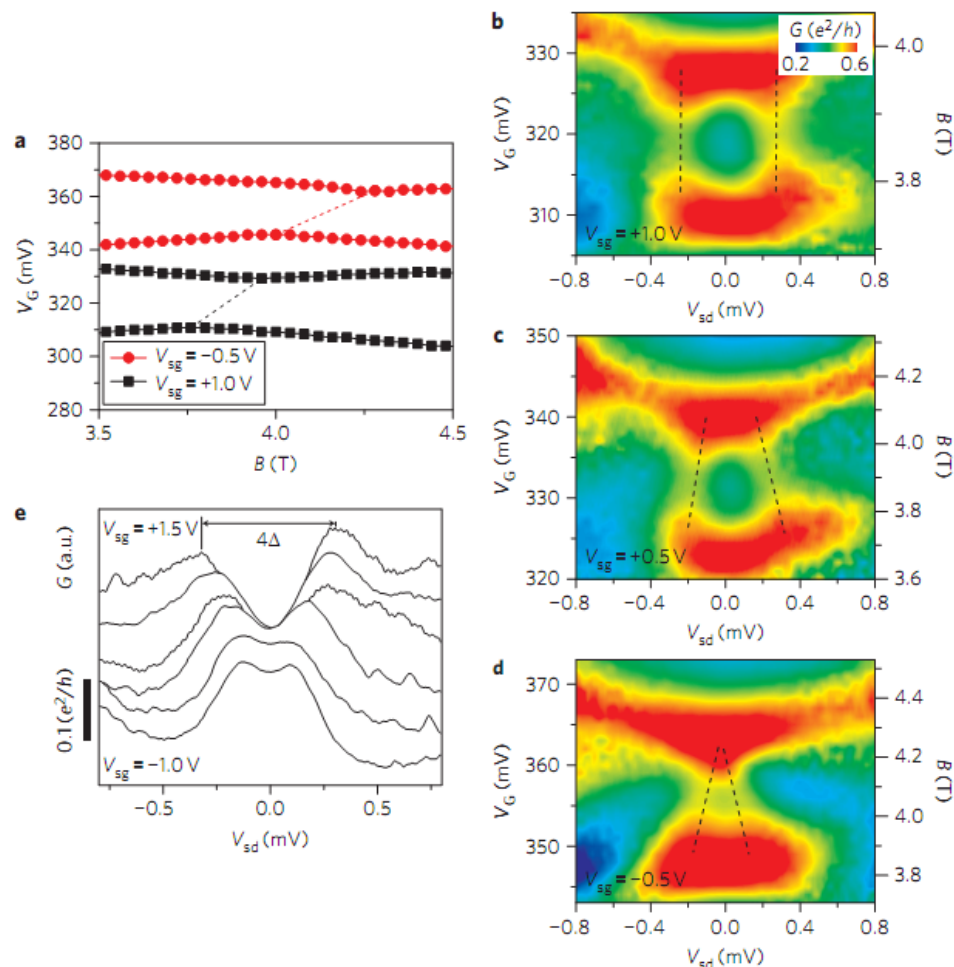 a
380
360
340
320
300
280
V_G (mV)
V_sg = −0.5 V
V_sg = +1.0 V
3.5
4.0
4.5
B (T)
b
G (e²/h)
0.2
0.6
330
320
310
V_G (mV)
4.0
3.8
B (T)
V_sg = +1.0 V
−0.8
−0.4
0.0
0.4
0.8
V_sd (mV)
c
350
340
330
320
V_G (mV)
4.2
4.0
3.8
3.6
B (T)
V_sg = +0.5 V
−0.8
−0.4
0.0
0.4
0.8
V_sd (mV)
d
370
360
350
V_G (mV)
4.4
4.2
4.0
3.8
B (T)
V_sg = −0.5 V
−0.8
−0.4
0.0
0.4
0.8
V_sd (mV)
e
V_sg = +1.5 V
4Δ
G (a.u.)
0.1 (e²/h)
V_sg = −1.0 V
−0.5
0.0
0.5
V_sd (mV)